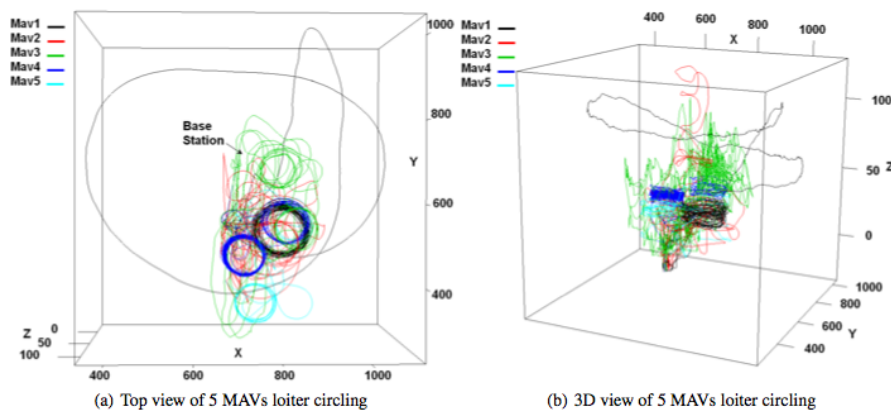 Mav1
Mav2
Mav3
Mav4
Mav5
Base
Station
1000
800
Y
600
400
Z 0
50
100
X
400 600 800 1000
(a) Top view of 5 MAVs loiter circling
Mav1
Mav2
Mav3
Mav4
Mav5
400 600 800 1000
X
100
50
Z
0
1000
800
600
400
Y
(b) 3D view of 5 MAVs loiter circling